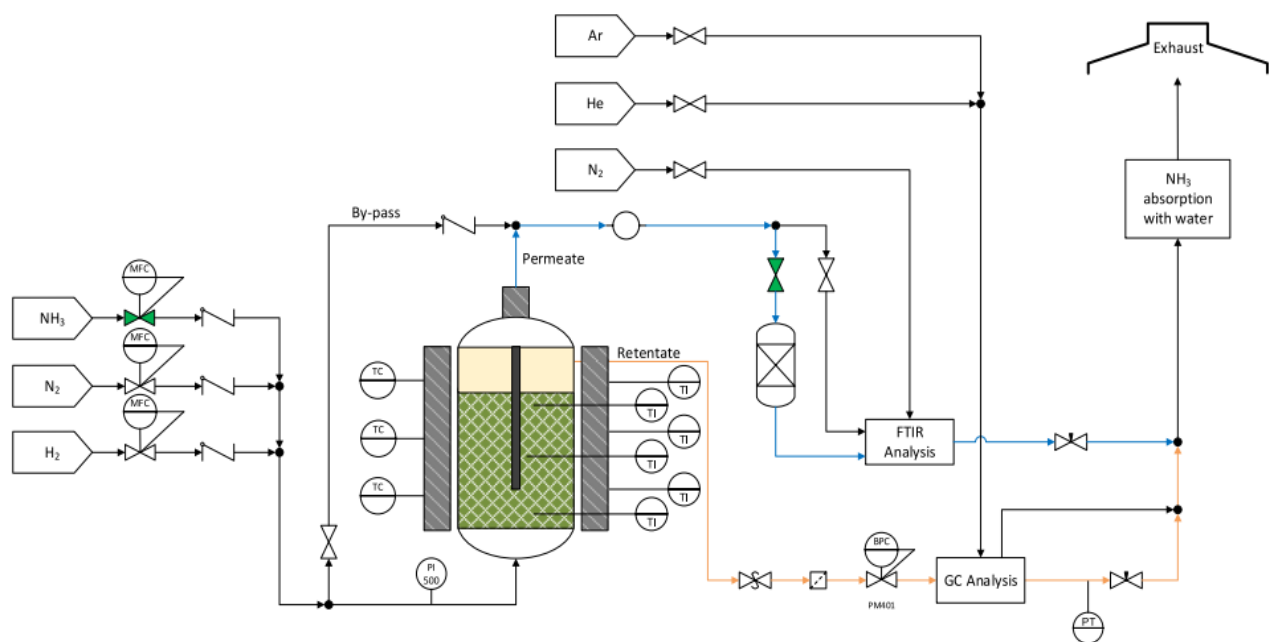 Ar
He
N2
Exhaust
NH3
absorption
with water
By-pass
Permeate
MFC
NH3
MFC
N2
MFC
H2
Retentate
TC
TC
TC
TI
TI
TI
TI
TI
TI
FTIR
Analysis
PI
500
BPC
PM401
GC Analysis
PT